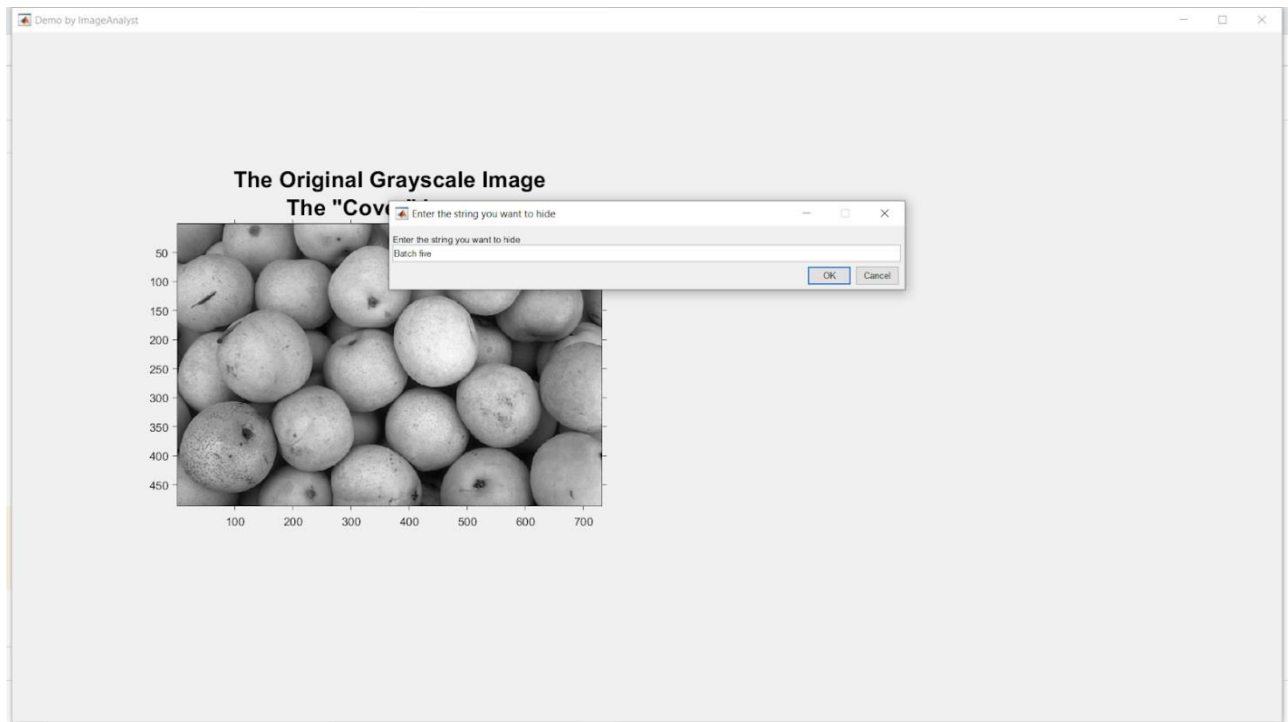 Demo by ImageAnalyst
The Original Grayscale Image
The "Cove
Enter the string you want to hide
Enter the string you want to hide
Batch five
OK Cancel
50
100
150
200
250
300
350
400
450
100 200 300 400 500 600 700